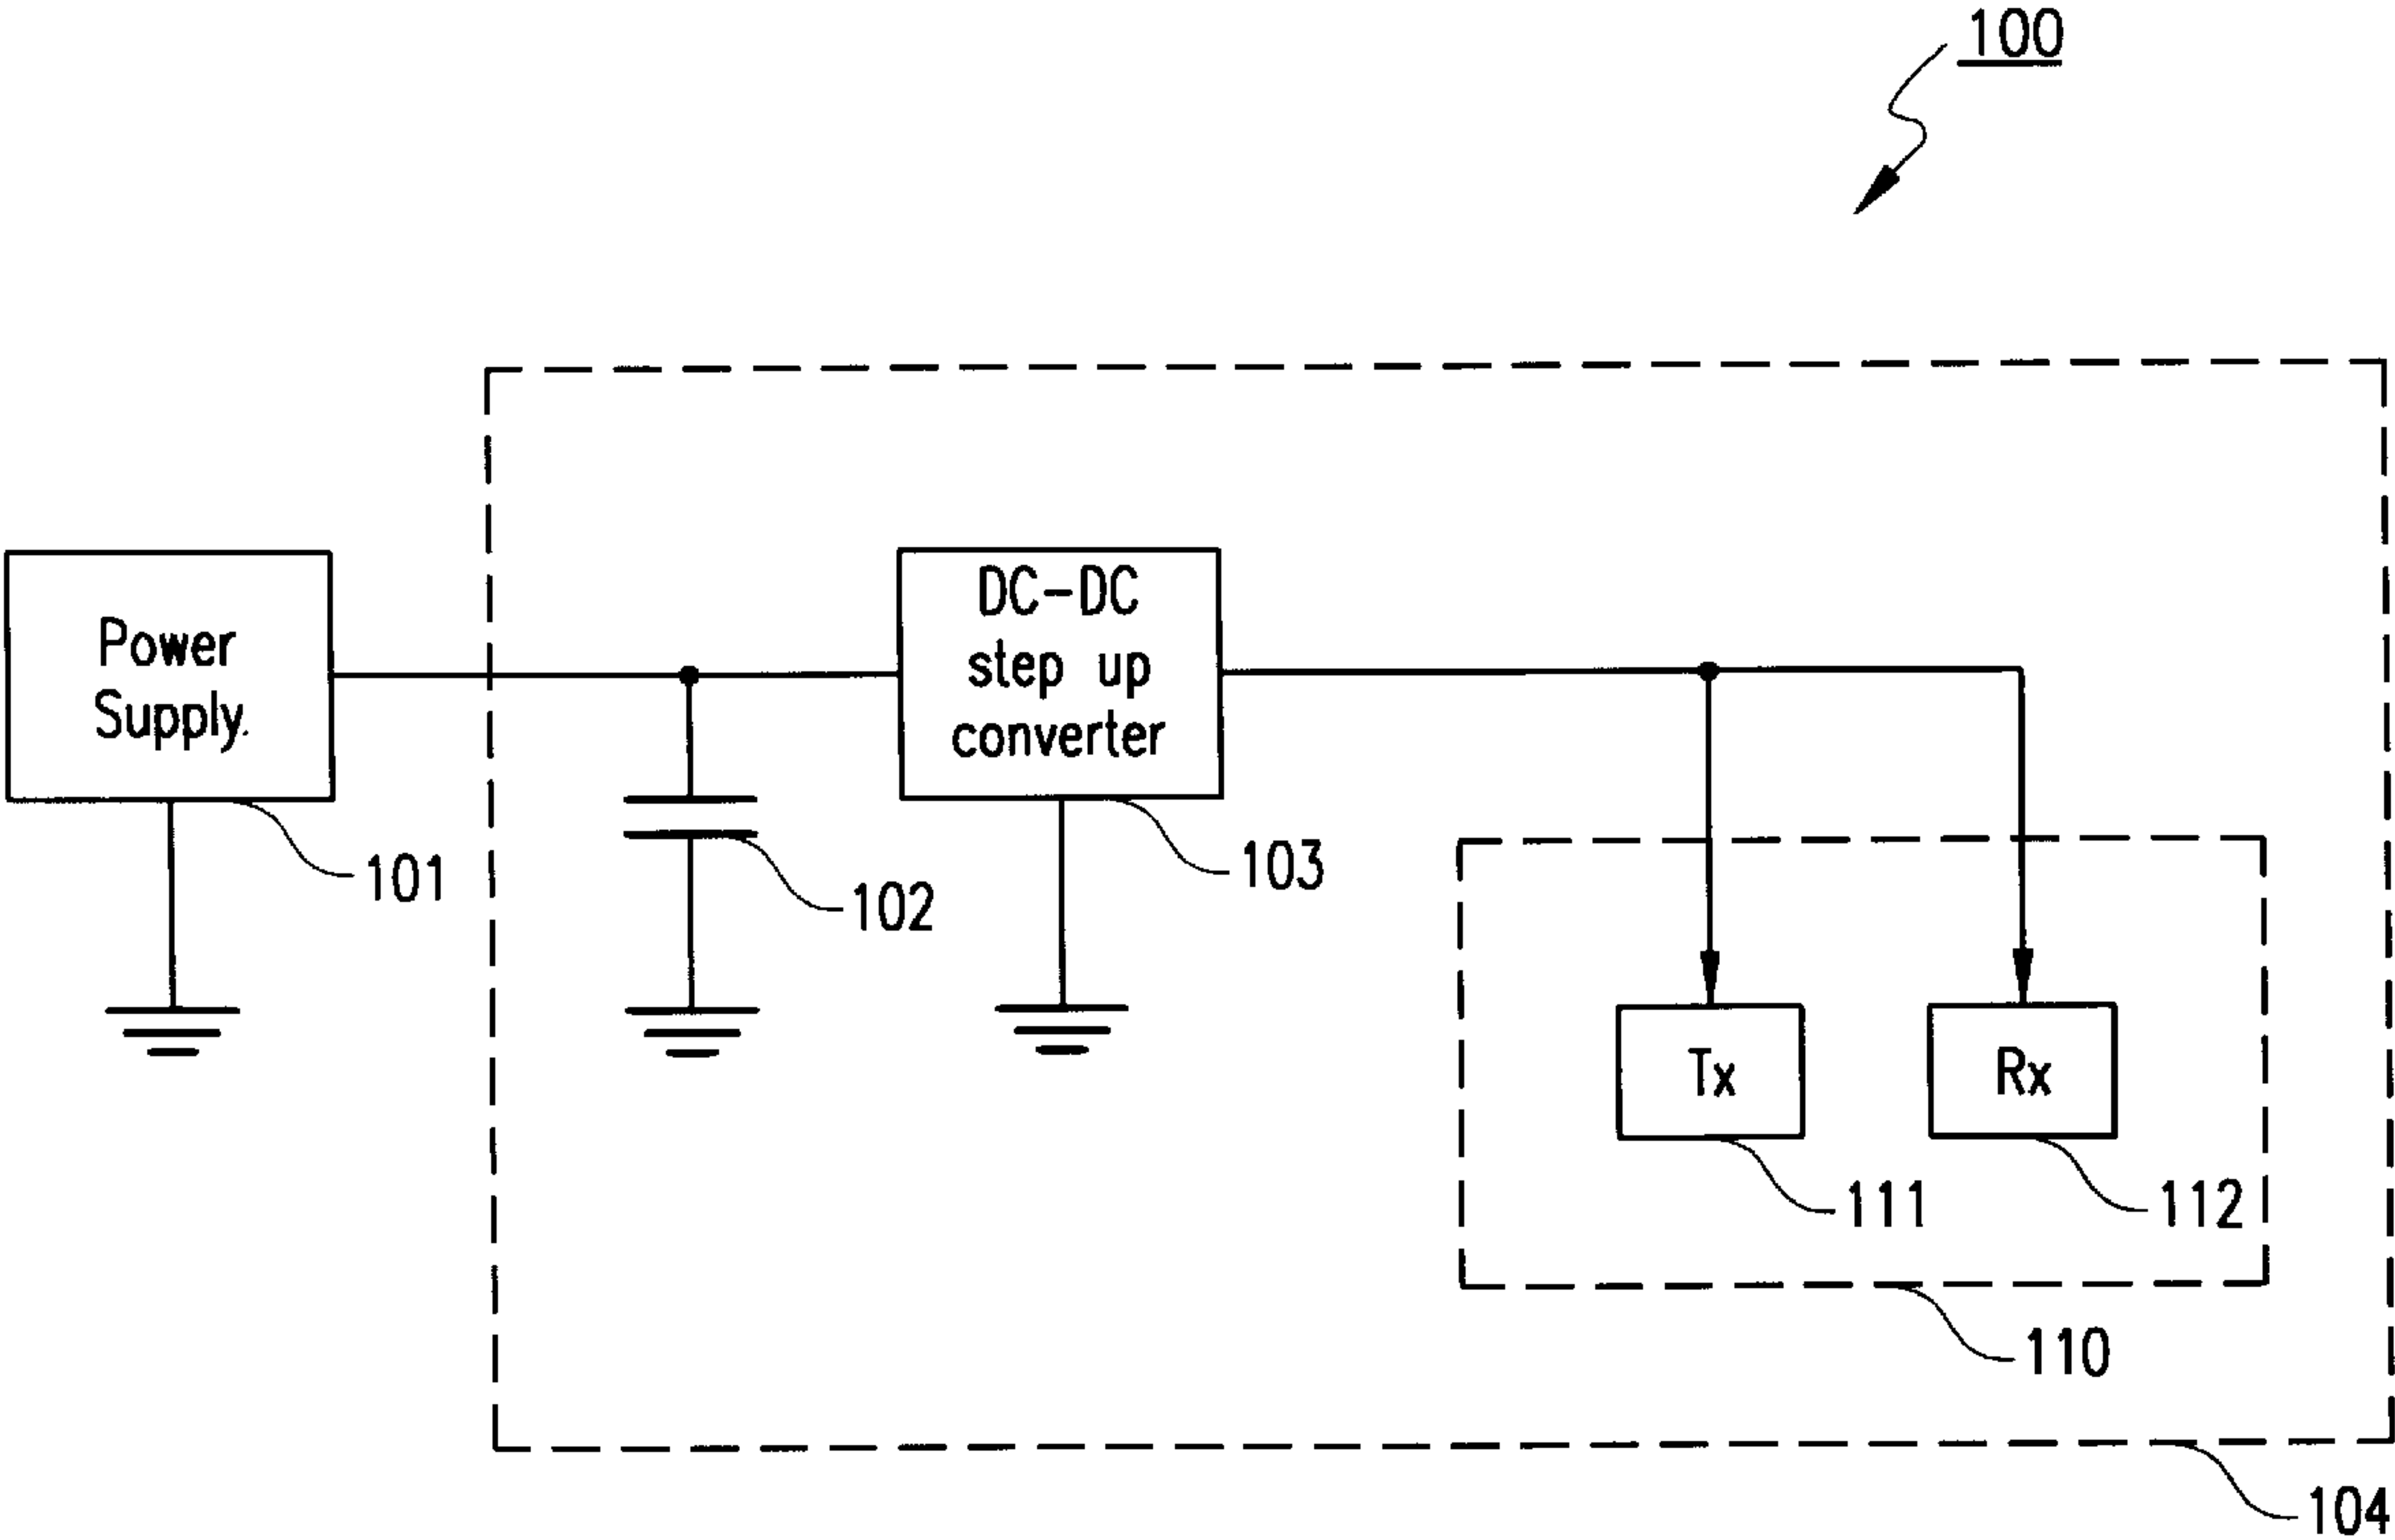 100
Power
Supply.
DC-DC
step up
converter
101
102
103
Tx
Rx
111
112
110
104